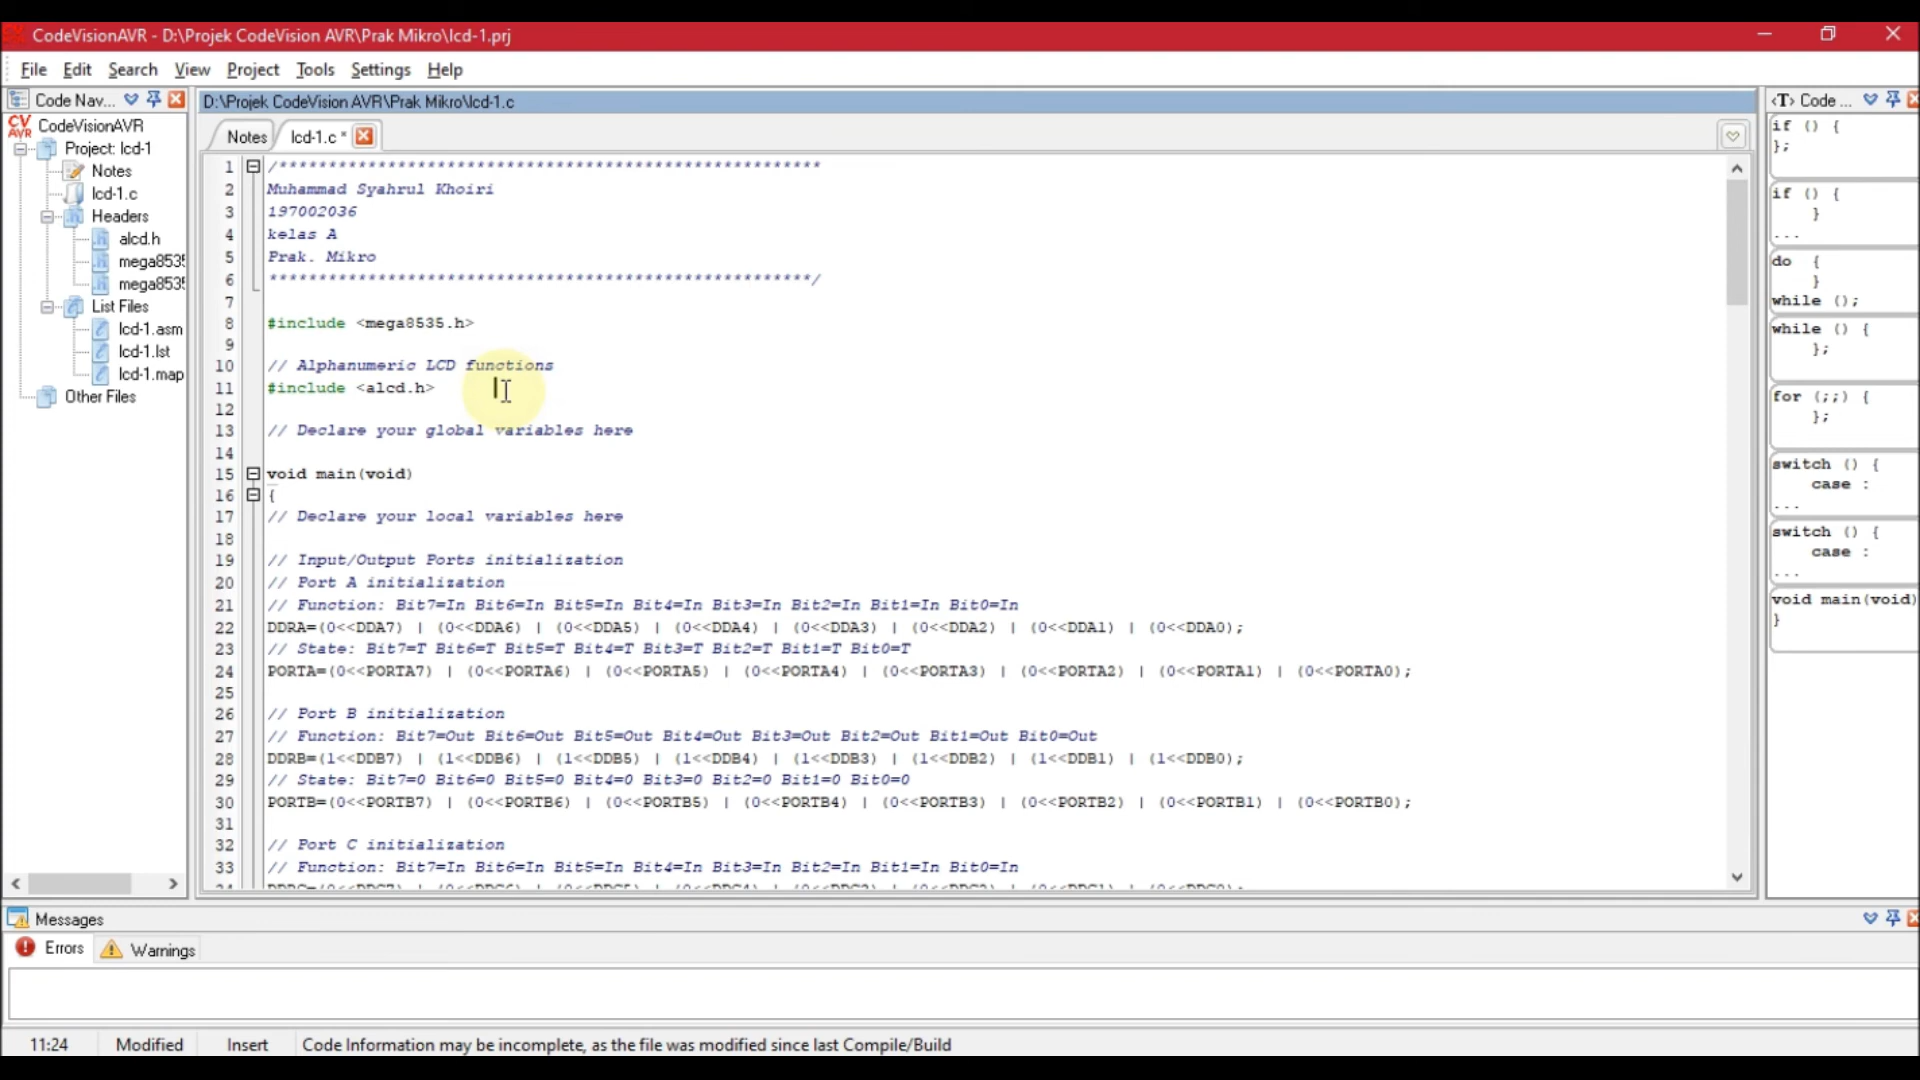 CodeVisionAVR - D:\Projek CodeVision AVR\Prak Mikro\lcd-1.prj
File Edit Search View Project Tools Settings Help
Code Nav...
CodeVisionAVR
Project: lcd-1
Notes
lcd-1.c
Headers
alcd.h
mega8535
mega8535
List Files
lcd-1.asm
lcd-1.lst
lcd-1.map
Other Files
D:\Projek CodeVision AVR\Prak Mikro\lcd-1.c
Notes lcd-1.c *
1 /*******************************************************
2 Muhammad Syahrul Khoiri
3 197002036
4 kelas A
5 Prak. Mikro
6 *******************************************************/
7
8 #include <mega8535.h>
9
10 // Alphanumeric LCD functions
11 #include <alcd.h>
12
13 // Declare your global variables here
14
15 void main(void)
16 {
17 // Declare your local variables here
18
19 // Input/Output Ports initialization
20 // Port A initialization
21 // Function: Bit7=In Bit6=In Bit5=In Bit4=In Bit3=In Bit2=In Bit1=In Bit0=In
22 DDRA=(0<<DDA7) | (0<<DDA6) | (0<<DDA5) | (0<<DDA4) | (0<<DDA3) | (0<<DDA2) | (0<<DDA1) | (0<<DDA0);
23 // State: Bit7=T Bit6=T Bit5=T Bit4=T Bit3=T Bit2=T Bit1=T Bit0=T
24 PORTA=(0<<PORTA7) | (0<<PORTA6) | (0<<PORTA5) | (0<<PORTA4) | (0<<PORTA3) | (0<<PORTA2) | (0<<PORTA1) | (0<<PORTA0);
25
26 // Port B initialization
27 // Function: Bit7=Out Bit6=Out Bit5=Out Bit4=Out Bit3=Out Bit2=Out Bit1=Out Bit0=Out
28 DDRB=(1<<DDB7) | (1<<DDB6) | (1<<DDB5) | (1<<DDB4) | (1<<DDB3) | (1<<DDB2) | (1<<DDB1) | (1<<DDB0);
29 // State: Bit7=0 Bit6=0 Bit5=0 Bit4=0 Bit3=0 Bit2=0 Bit1=0 Bit0=0
30 PORTB=(0<<PORTB7) | (0<<PORTB6) | (0<<PORTB5) | (0<<PORTB4) | (0<<PORTB3) | (0<<PORTB2) | (0<<PORTB1) | (0<<PORTB0);
31
32 // Port C initialization
33 // Function: Bit7=In Bit6=In Bit5=In Bit4=In Bit3=In Bit2=In Bit1=In Bit0=In
<T> Code ...
if () {
};
if () {
}
...
do {
}
while ();
while () {
};
for (;;) {
};
switch () {
case :
...
switch () {
case :
...
void main(void)
}
Messages
Errors Warnings
11:24 Modified Insert Code Information may be incomplete, as the file was modified since last Compile/Build